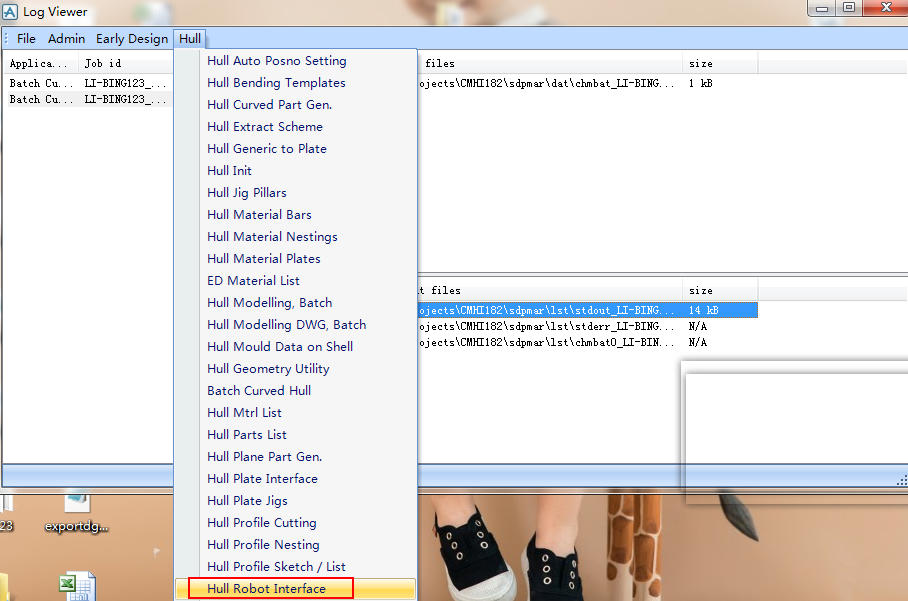 Log Viewer
File Admin Early Design Hull
Applica... Job id files size
Batch Cu... LI-BING123_... ojects\CMHI182\sdpmar\dat\chmbat_LI-BING... 1 kB
Batch Cu... LI-BING123_...
Hull Auto Posno Setting
Hull Bending Templates
Hull Curved Part Gen.
Hull Extract Scheme
Hull Generic to Plate
Hull Init
Hull Jig Pillars
Hull Material Bars
Hull Material Nestings
Hull Material Plates
ED Material List
t files size
Hull Modelling, Batch
ojects\CMHI182\sdpmar\lst\stdout_LI-BING... 14 kB
Hull Modelling DWG, Batch
ojects\CMHI182\sdpmar\lst\stderr_LI-BING... N/A
Hull Mould Data on Shell
ojects\CMHI182\sdpmar\lst\chmbatO_LI-BIN... N/A
Hull Geometry Utility
Batch Curved Hull
Hull Mtrl List
Hull Parts List
Hull Plane Part Gen.
Hull Plate Interface
Hull Plate Jigs
Hull Profile Cutting
23 exportdg...
Hull Profile Nesting
Hull Profile Sketch / List
Hull Robot Interface